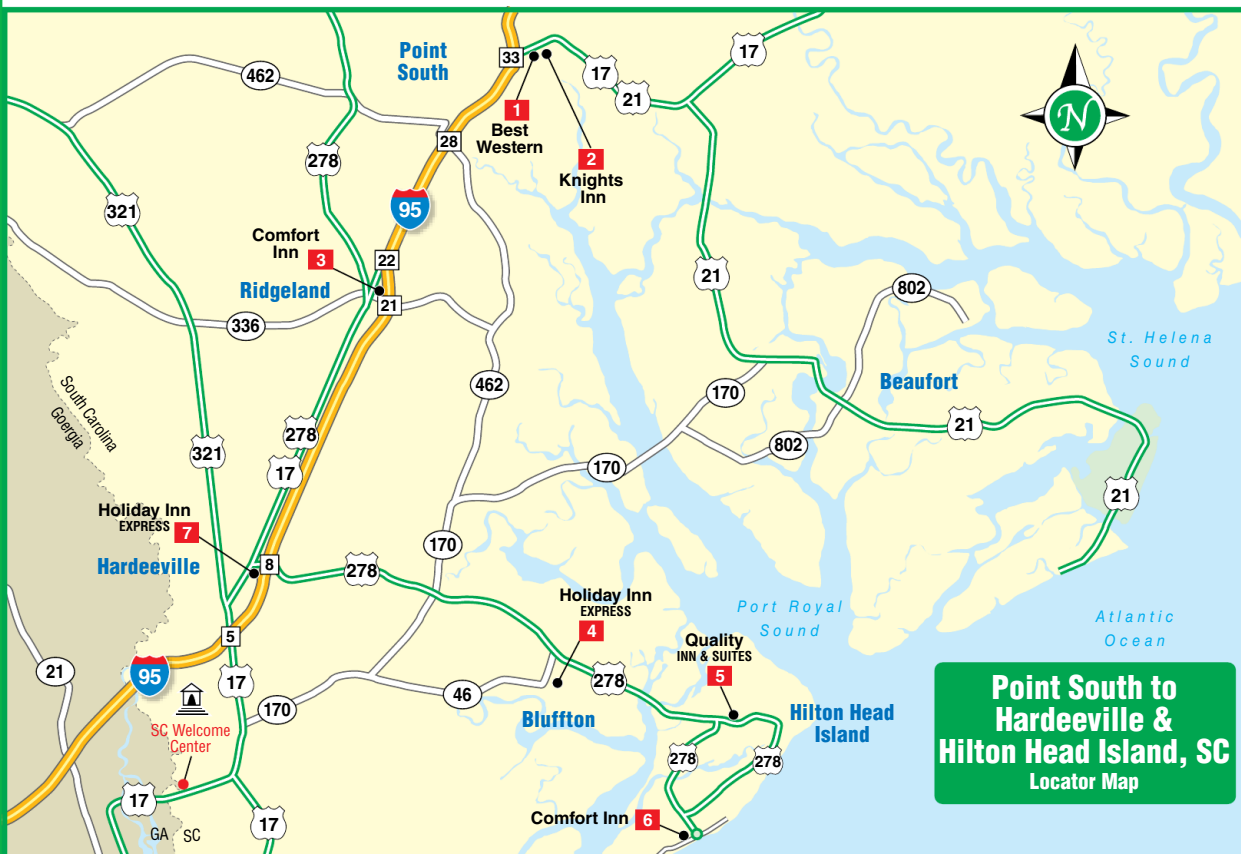 Point
South
33
17
17
462
21
1
Best
Western
2
Knights
Inn
28
278
95
321
Comfort
Inn
3
22
Ridgeland
21
336
21
802
St. Helena
Sound
South Carolina
Goergia
462
170
Beaufort
21
802
278
17
321
170
21
Holiday Inn
EXPRESS
7
Hardeeville
8
278
170
Holiday Inn
EXPRESS
4
Port Royal
Sound
Atlantic
Ocean
5
Quality
INN & SUITES
5
21
95
17
46
278
Bluffton
Hilton Head
Island
170
SC Welcome
Center
278
278
17
17
GA
SC
Comfort Inn
6
N
Point South to
Hardeeville &
Hilton Head Island, SC
Locator Map